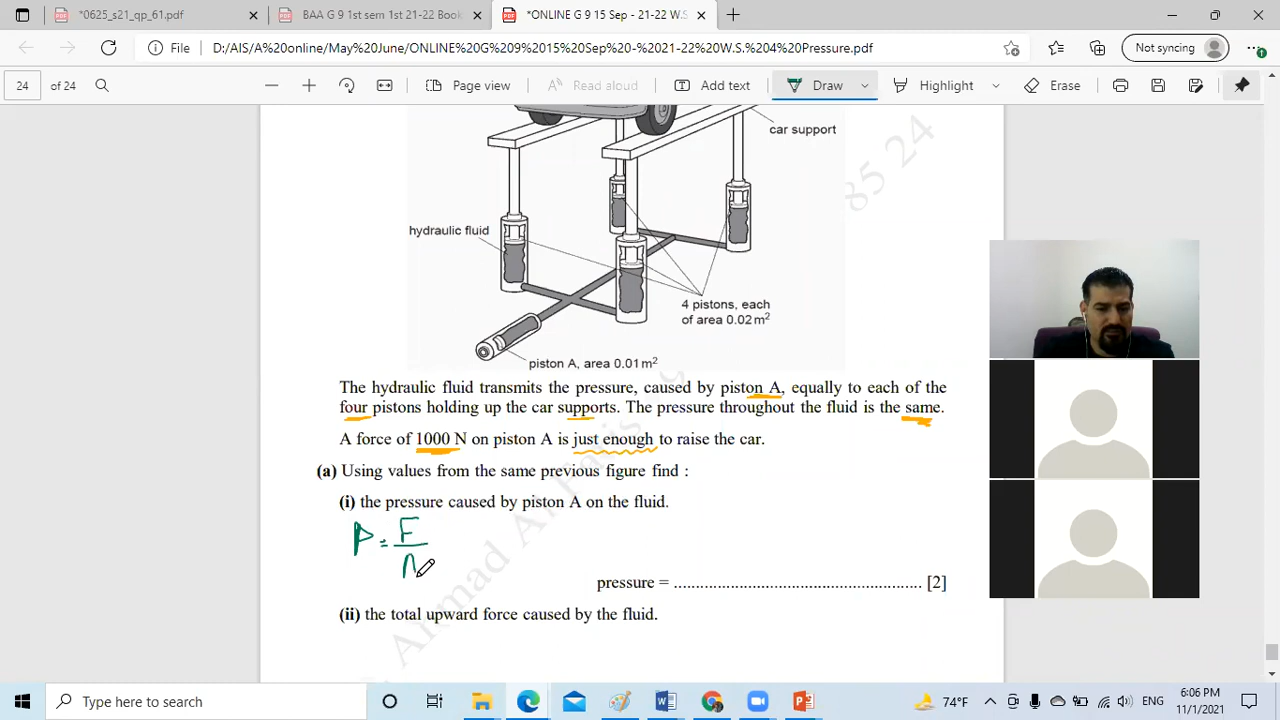 *0625_s21_qp_61.pdf
BAA G 9 1st sem 1st 21-22 Book
*ONLINE G 9 15 Sep - 21-22 W.S.
File
D:/AIS/A%20online/May%20June/ONLINE%20G%209%2015%20Sep%20-%2021-22%20W.S.%204%20Pressure.pdf
Not syncing
24 of 24
Page view
Read aloud
Add text
Draw
Highlight
Erase
car support
85 24
hydraulic fluid
4 pistons, each
of area 0.02 m²
piston A, area 0.01 m²
The hydraulic fluid transmits the pressure, caused by piston A, equally to each of the
four pistons holding up the car supports. The pressure throughout the fluid is the same.
A force of 1000 N on piston A is just enough to raise the car.
(a) Using values from the same previous figure find :
(i) the pressure caused by piston A on the fluid.
P = F
pressure = ........................................................ [2]
(ii) the total upward force caused by the fluid.
Type here to search
74°F
ENG
6:06 PM
11/1/2021